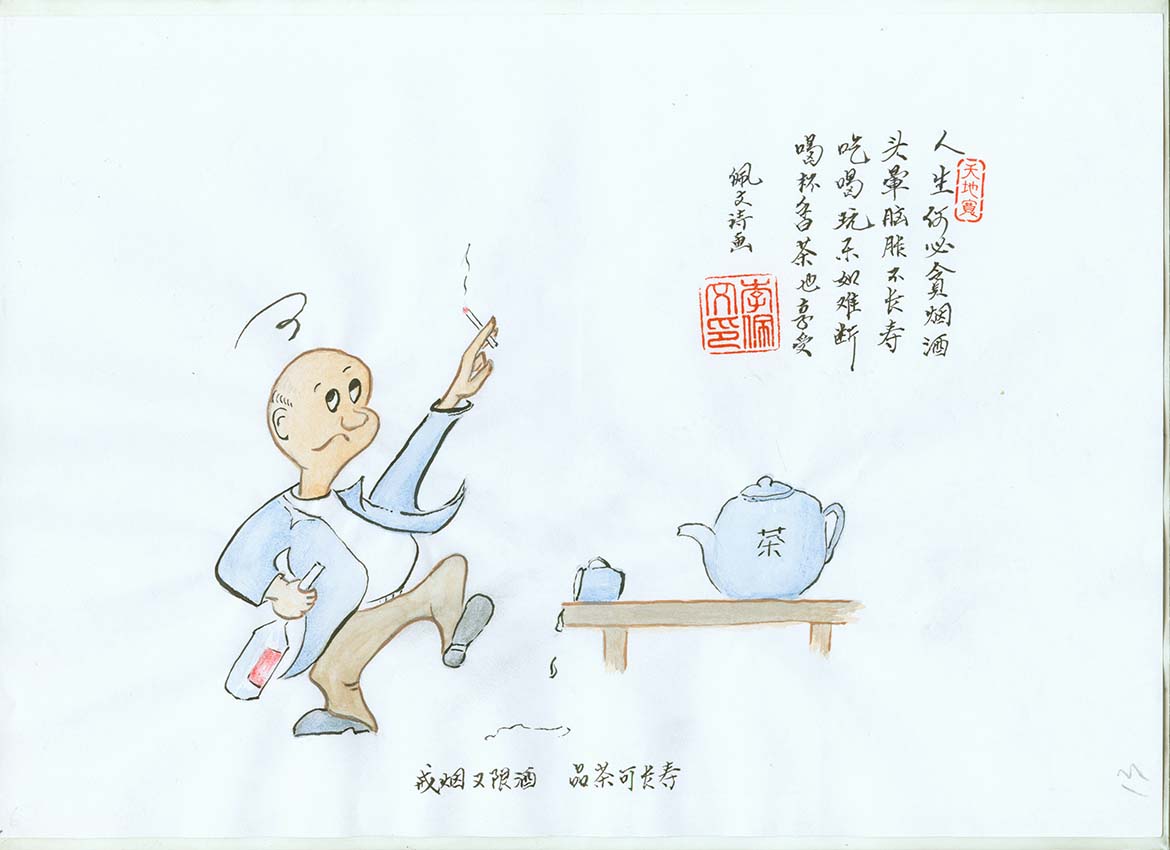 人生何必贪烟酒
头晕脑胀不长寿
吃喝玩乐如难断
喝杯香茶也享受
佩文诗画
天地宽
李佩文印
茶
戒烟又限酒 品茶可长寿
13